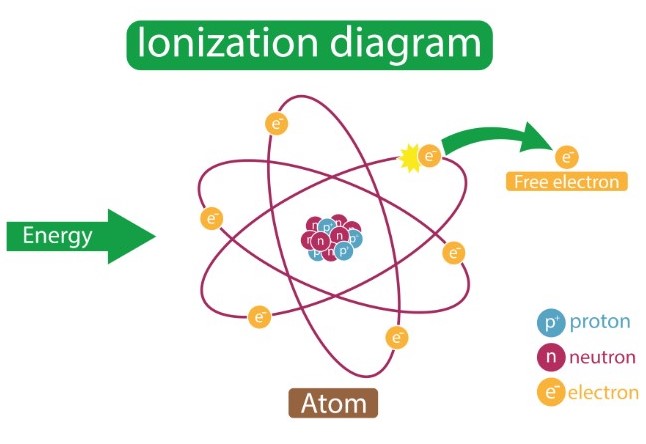 Ionization diagram
e⁻
e⁻
e⁻
Free electron
e⁻
Energy
n
p⁺
n
n
n
n
p⁺
p⁺
n
p⁺
e⁻
e⁻
e⁻
p⁺ proton
n neutron
e⁻ electron
Atom